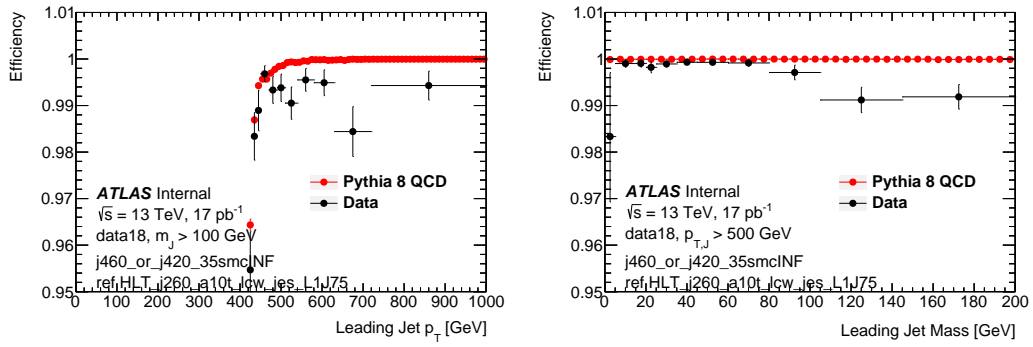 Efficiency
1.01
1
0.99
0.98
0.97
0.96
0.95
Pythia 8 QCD
Data
ATLAS Internal
√s = 13 TeV, 17 pb⁻¹
data18, m_J > 100 GeV
j460_or_j420_35smcINF
ref.HLT_j260_a10t_lcw_jes_L1J75
0 100 200 300 400 500 600 700 800 900 1000
Leading Jet p_T [GeV]
Efficiency
1.01
1
0.99
0.98
0.97
0.96
0.95
Pythia 8 QCD
Data
ATLAS Internal
√s = 13 TeV, 17 pb⁻¹
data18, p_T,J > 500 GeV
j460_or_j420_35smcINF
ref.HLT_j260_a10t_lcw_jes_L1J75
0 20 40 60 80 100 120 140 160 180 200
Leading Jet Mass [GeV]